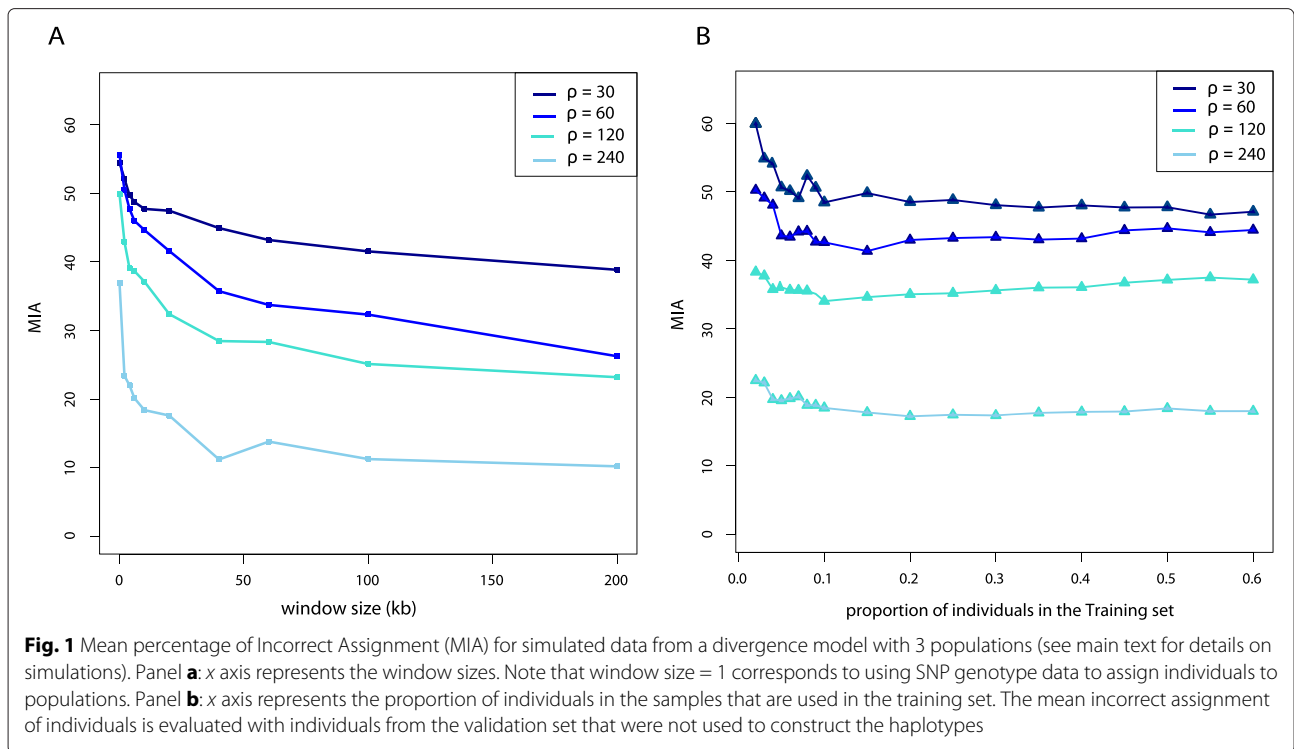 A
B
ρ = 30
ρ = 60
ρ = 120
ρ = 240
ρ = 30
ρ = 60
ρ = 120
ρ = 240
MIA
60
50
40
30
20
10
0
0
50
100
150
200
window size (kb)
MIA
60
50
40
30
20
10
0
0.0
0.1
0.2
0.3
0.4
0.5
0.6
proportion of individuals in the Training set
Fig. 1 Mean percentage of Incorrect Assignment (MIA) for simulated data from a divergence model with 3 populations (see main text for details on
simulations). Panel a: x axis represents the window sizes. Note that window size = 1 corresponds to using SNP genotype data to assign individuals to
populations. Panel b: x axis represents the proportion of individuals in the samples that are used in the training set. The mean incorrect assignment
of individuals is evaluated with individuals from the validation set that were not used to construct the haplotypes